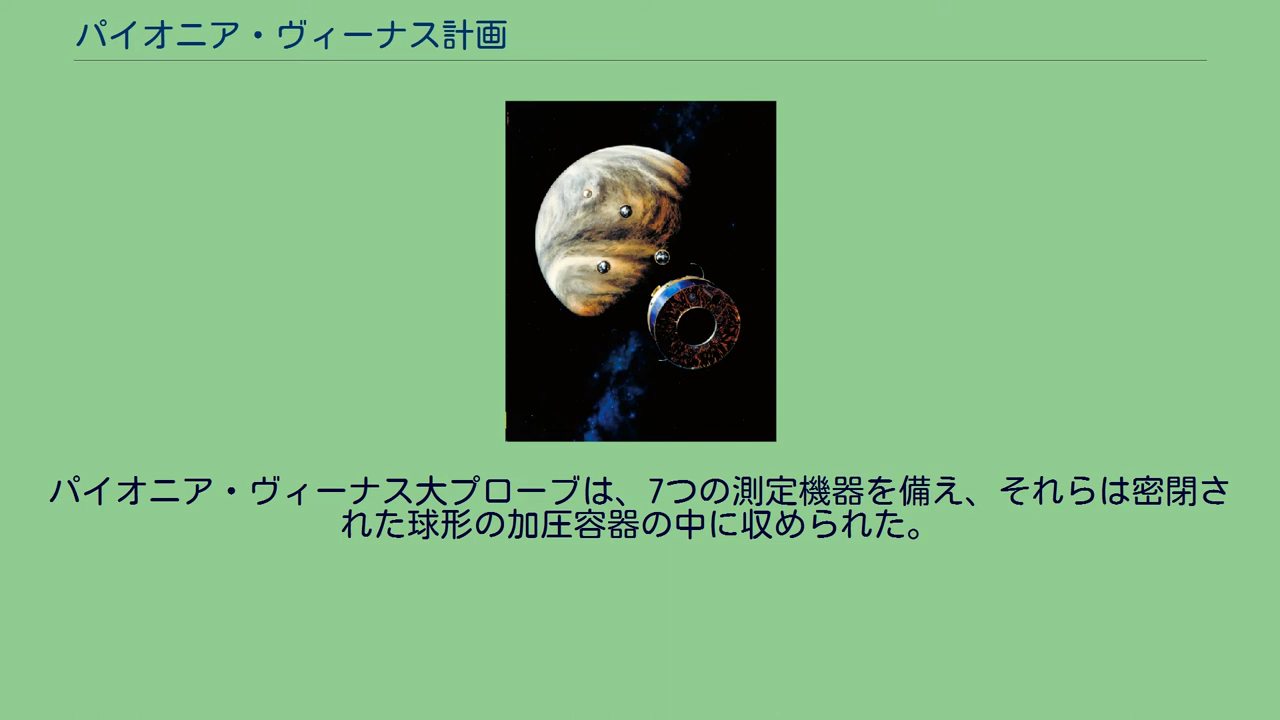 パイオニア・ヴィーナス計画
パイオニア・ヴィーナス大プローブは、7つの測定機器を備え、それらは密閉さ
れた球形の加圧容器の中に収められた。